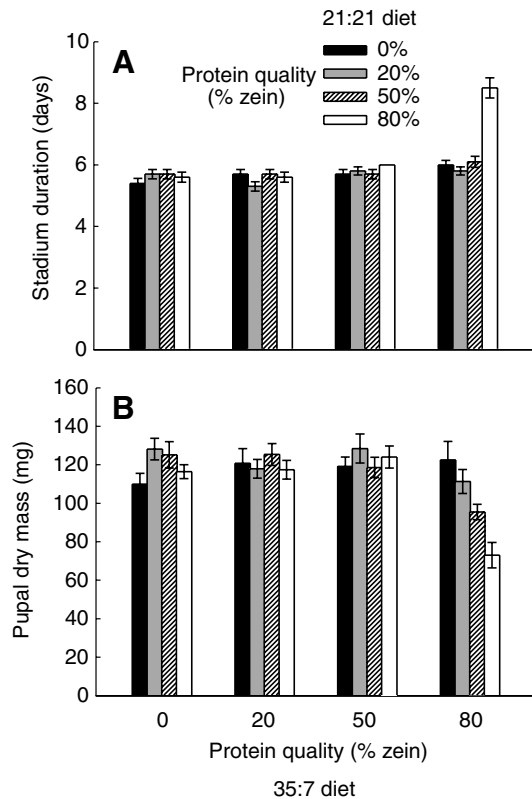 21:21 diet
A
Protein quality
(% zein)
0%
20%
50%
80%
Stadium duration (days)
10
8
6
4
2
0
B
Pupal dry mass (mg)
160
140
120
100
80
60
40
20
0
0 20 50 80
Protein quality (% zein)
35:7 diet